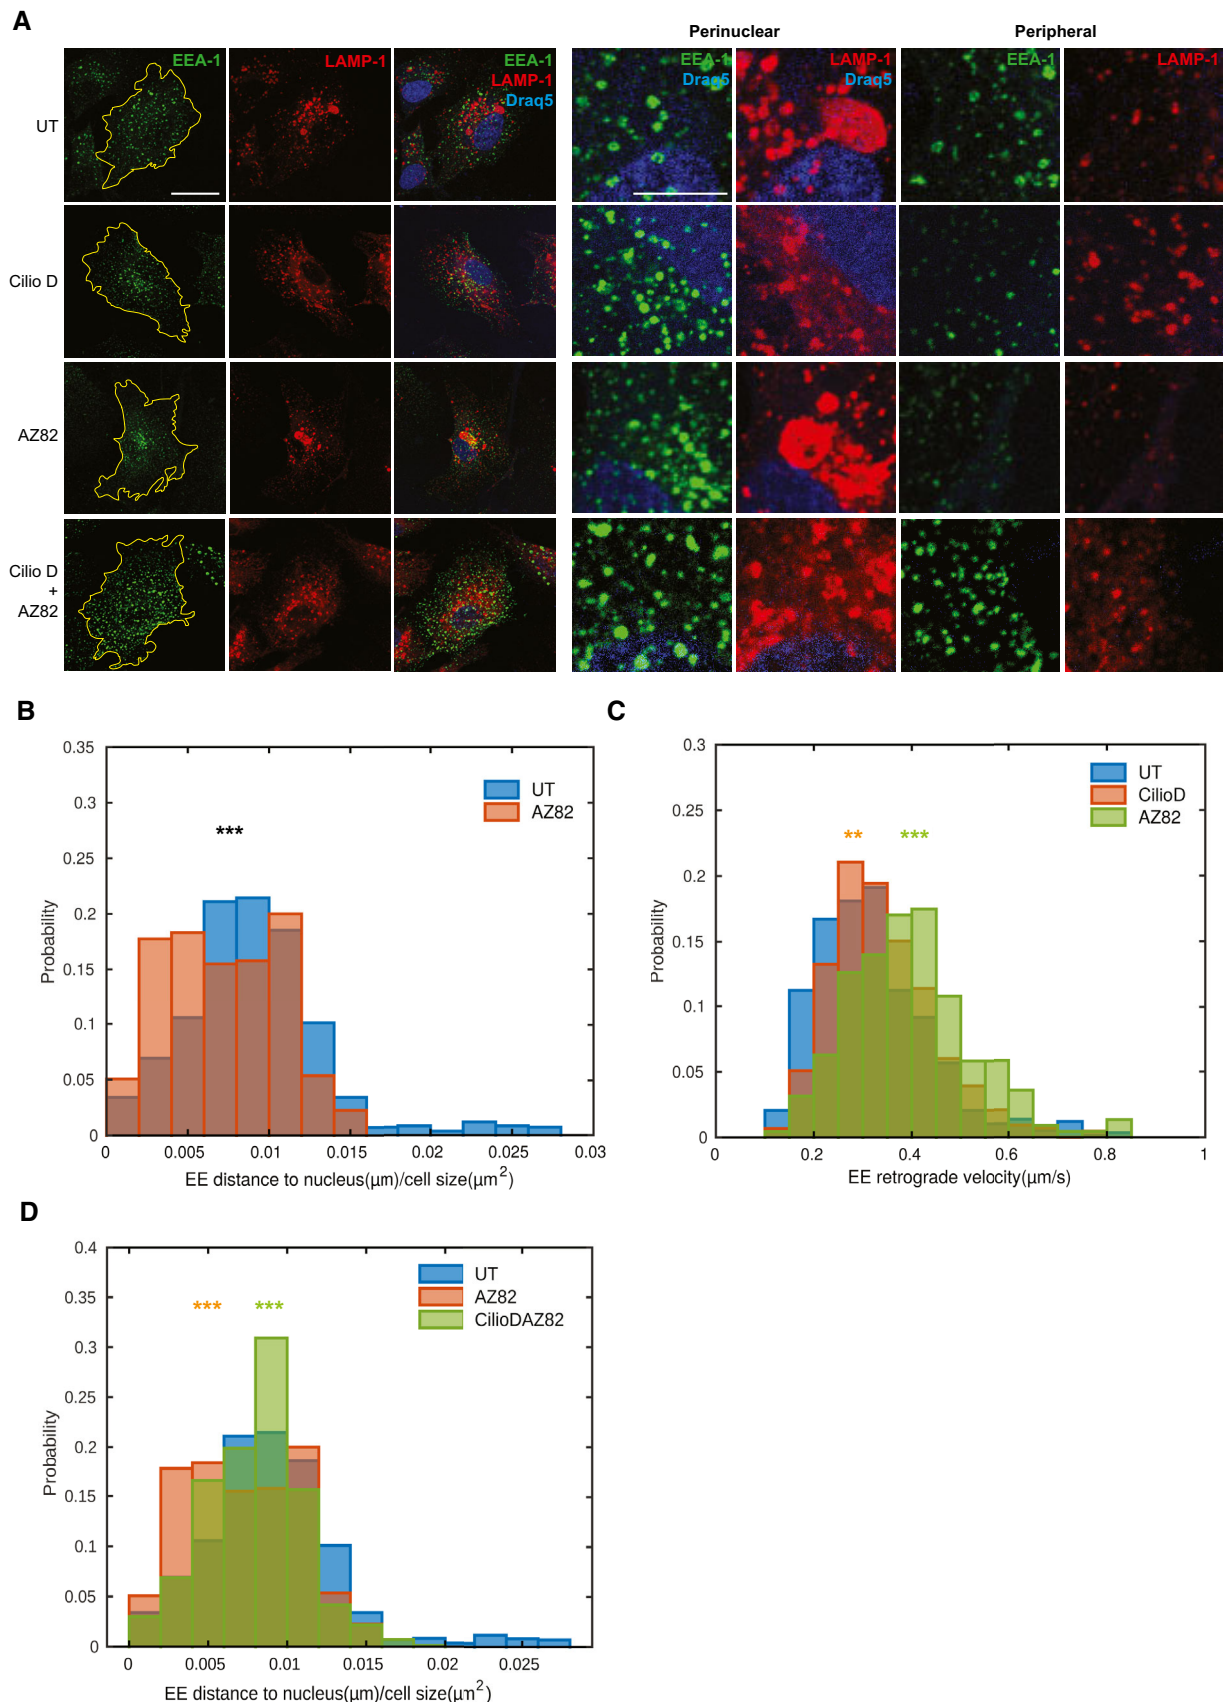 A
Perinuclear
Peripheral
EEA-1
LAMP-1
EEA-1
LAMP-1
Draq5
EEA-1
Draq5
LAMP-1
Draq5
EEA-1
LAMP-1
UT
Cilio D
AZ82
Cilio D
+
AZ82
B
0.35
0.3
0.25
0.2
0.15
0.1
0.05
0
Probability
UT
AZ82
***
0 0.005 0.01 0.015 0.02 0.025 0.03
EE distance to nucleus(µm)/cell size(µm²)
C
0.3
0.25
0.2
0.15
0.1
0.05
0
Probability
UT
CilioD
AZ82
** ***
0 0.2 0.4 0.6 0.8 1
EE retrograde velocity(µm/s)
D
0.4
0.35
0.3
0.25
0.2
0.15
0.1
0.05
0
Probability
UT
AZ82
CilioDAZ82
*** ***
0 0.005 0.01 0.015 0.02 0.025
EE distance to nucleus(µm)/cell size(µm²)